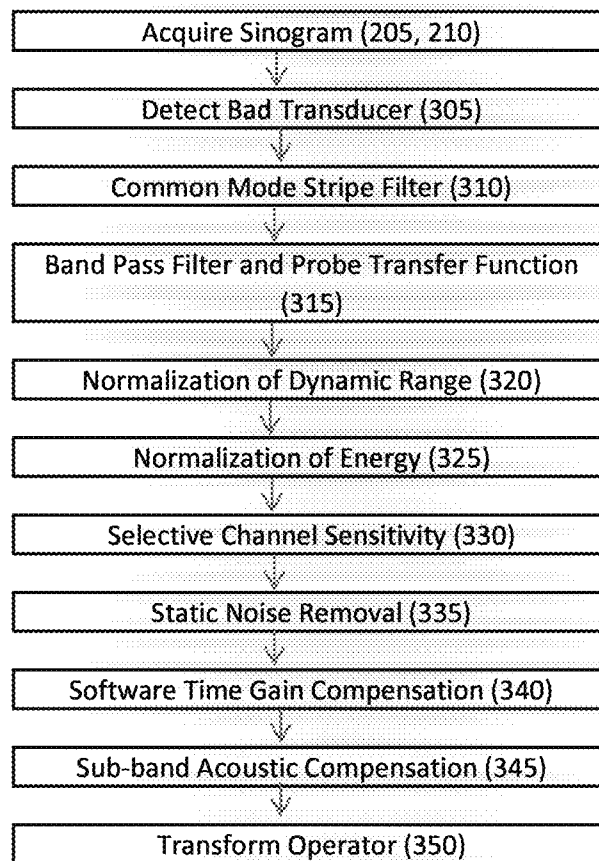 Acquire Sinogram (205, 210)
Detect Bad Transducer (305)
Common Mode Stripe Filter (310)
Band Pass Filter and Probe Transfer Function
(315)
Normalization of Dynamic Range (320)
Normalization of Energy (325)
Selective Channel Sensitivity (330)
Static Noise Removal (335)
Software Time Gain Compensation (340)
Sub-band Acoustic Compensation (345)
Transform Operator (350)